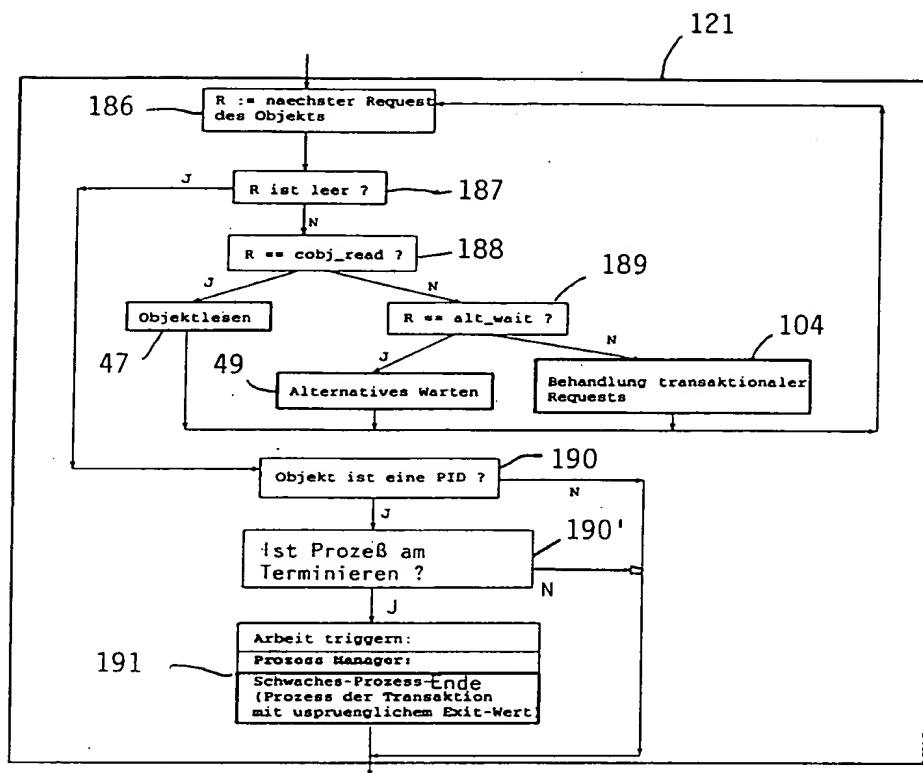 121
186
R := naechster Request
des Objekts
J
R ist leer ?
187
N
R == cobj_read ?
188
189
J
N
Objektlesen
R == alt_wait ?
47
49
J
N
104
Alternatives Warten
Behandlung transaktionaler
Requests
Objekt ist eine PID ?
190
N
J
Ist Prozeß am
Terminieren ?
190'
N
J
191
Arbeit triggern:
Prozess Manager:
Schwaches-Prozess-Ende
(Prozess der Transaktion
mit uspruenglichem Exit-Wert)